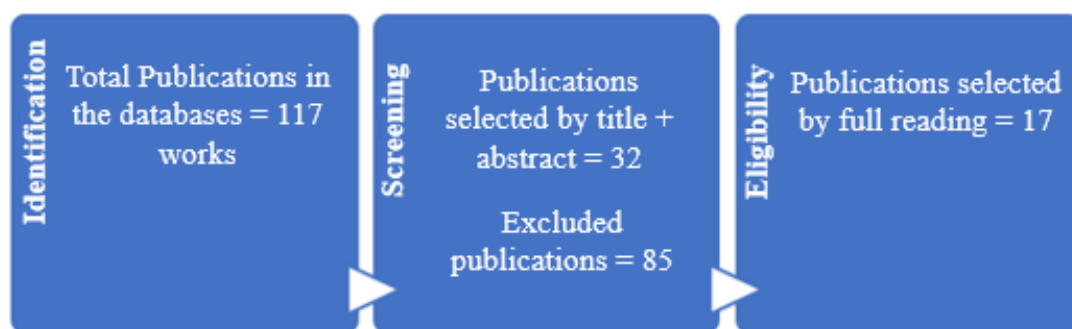 Identification
Total Publications in
the databases = 117
works
Screening
Publications
selected by title +
abstract = 32
Excluded
publications = 85
Eligibility
Publications selected
by full reading = 17